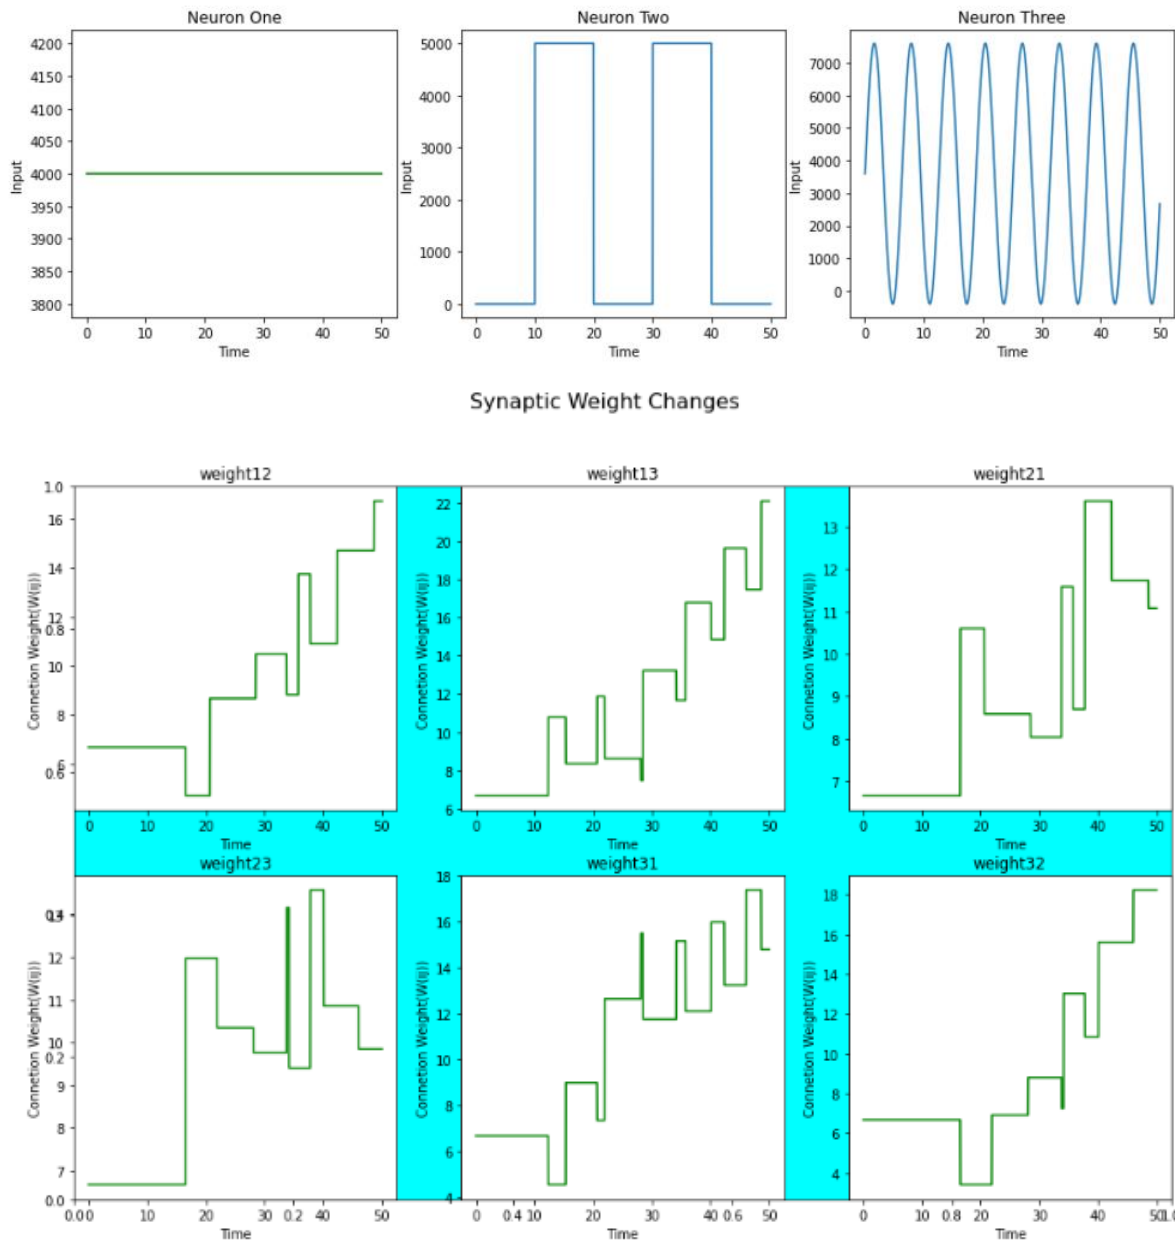 Neuron One
Neuron Two
Neuron Three
4200
4150
4100
4050
4000
3950
3900
3850
3800
Input
0 10 20 30 40 50
Time
5000
4000
3000
2000
1000
0
Input
0 10 20 30 40 50
Time
7000
6000
5000
4000
3000
2000
1000
0
Input
0 10 20 30 40 50
Time
Synaptic Weight Changes
weight12
1.0
16
14
12
0.8
10
8
6
0.6
Connetion Weight(W(ij))
0 10 20 30 40 50
Time
weight13
22
20
18
16
14
12
10
8
6
Connetion Weight(W(ij))
0 10 20 30 40 50
Time
weight21
13
12
11
10
9
8
7
Connetion Weight(W(ij))
0 10 20 30 40 50
Time
weight23
0.4
13
12
11
10
0.2
9
8
7
0.0
Connetion Weight(W(ij))
0.0 0 10 20 30 0.2 40 50
Time
weight31
18
16
14
12
10
8
6
4
Connetion Weight(W(ij))
0 0.4 10 20 30 40 0.6 50
Time
weight32
18
16
14
12
10
8
6
4
Connetion Weight(W(ij))
0 10 0.8 20 30 40 50 1.0
Time